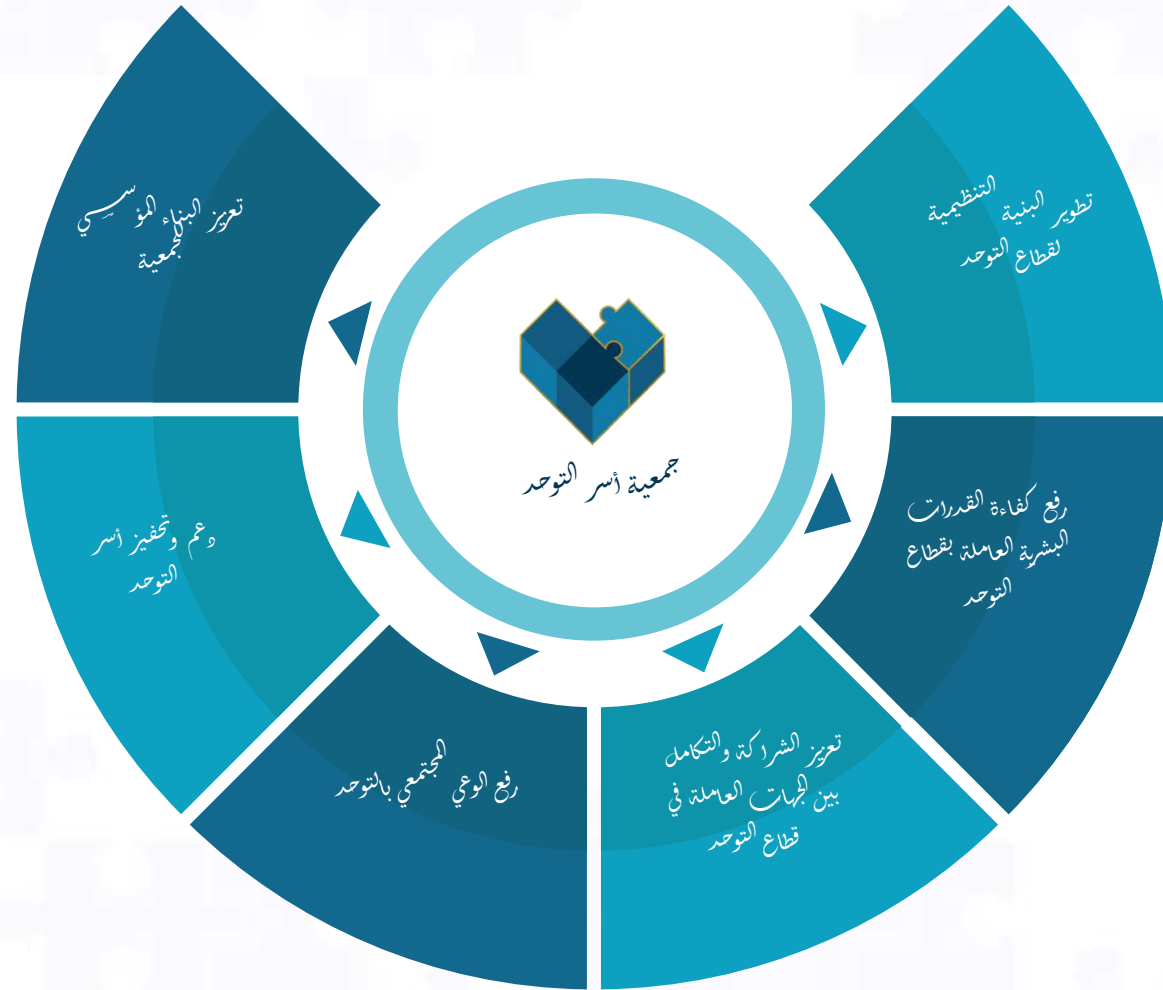 تطوير البنية التنظيمية
لقطاع التوحد
رفع كفاءة القدرات
البشرية العاملة بقطاع
التوحد
تعزيز الشراكة والتكامل
بين الجهات العاملة في
قطاع التوحد
رفع الوعي المجتمعي بالتوحد
دعم وتحفيز أسر
التوحد
تعزيز البناء المؤسسي
للجمعية
جمعية أسر التوحد